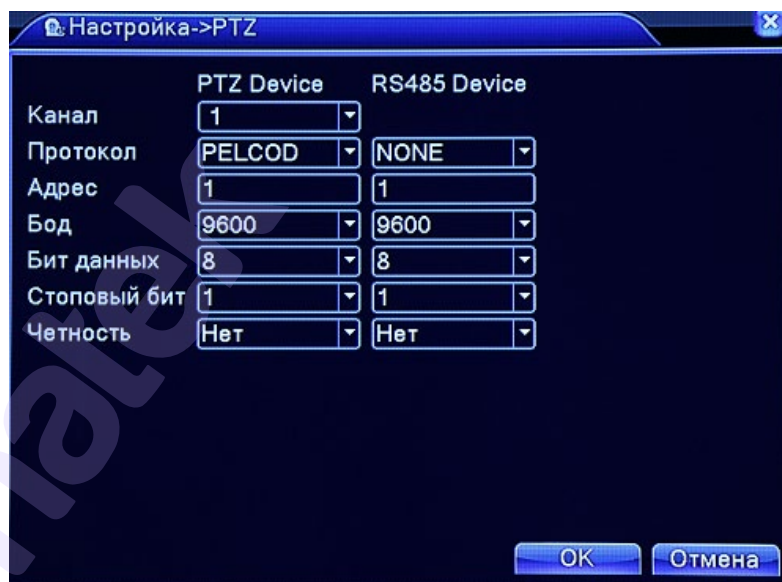 Настройка->PTZ
PTZ Device RS485 Device
Канал 1
Протокол PELCOD NONE
Адрес 1 1
Бод 9600 9600
Бит данных 8 8
Стоповый бит 1 1
Четность Нет Нет
OK Отмена